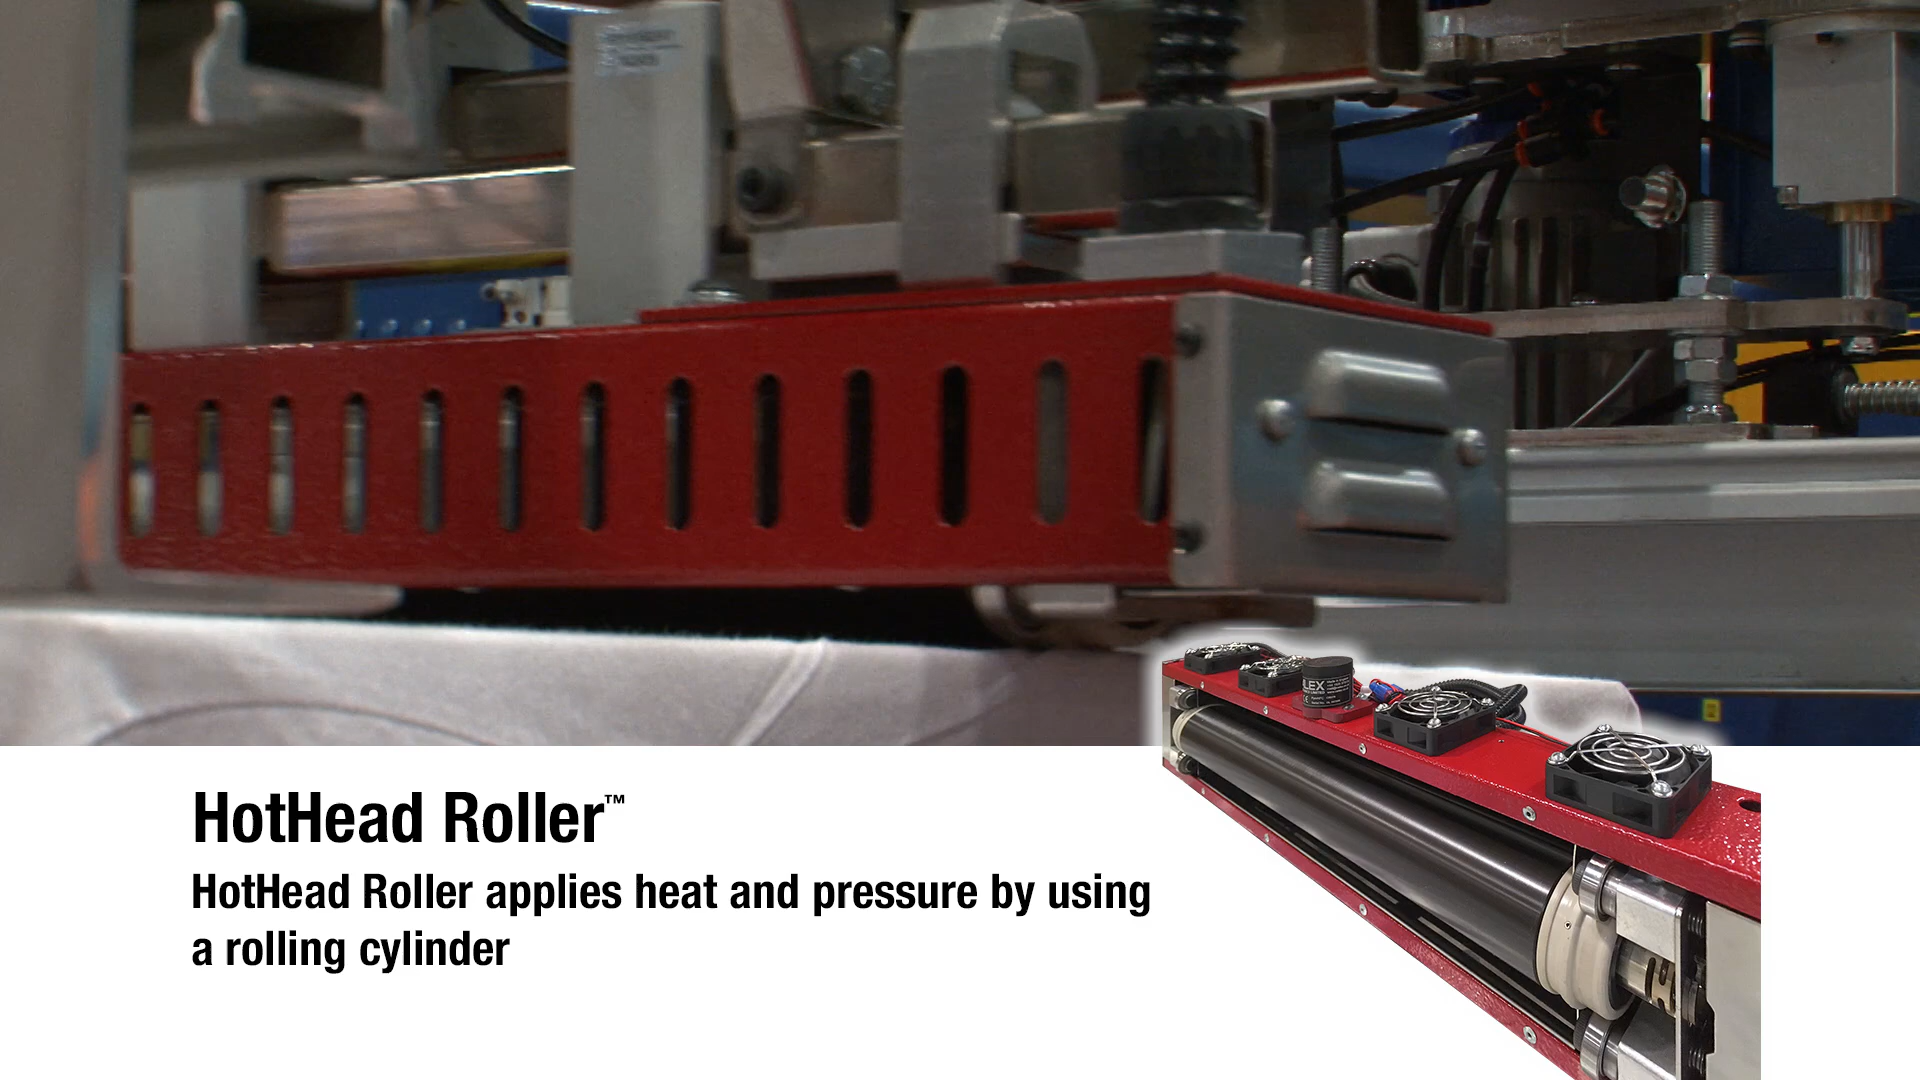 HotHead Roller™
HotHead Roller applies heat and pressure by using
a rolling cylinder